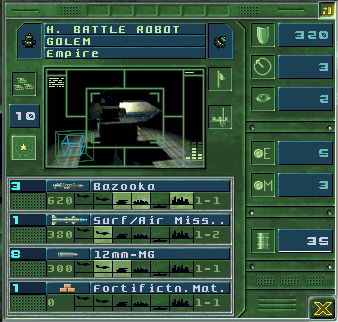 H. BATTLE ROBOT
GOLEM
Empire
320
3
2
10
E 5
M 3
35
3 Bazooka
620 1-1
1 Surf/Air Miss..
380 1-2
8 12mm-MG
300 1-1
1 Fortifictn.Mat.
0 1-1